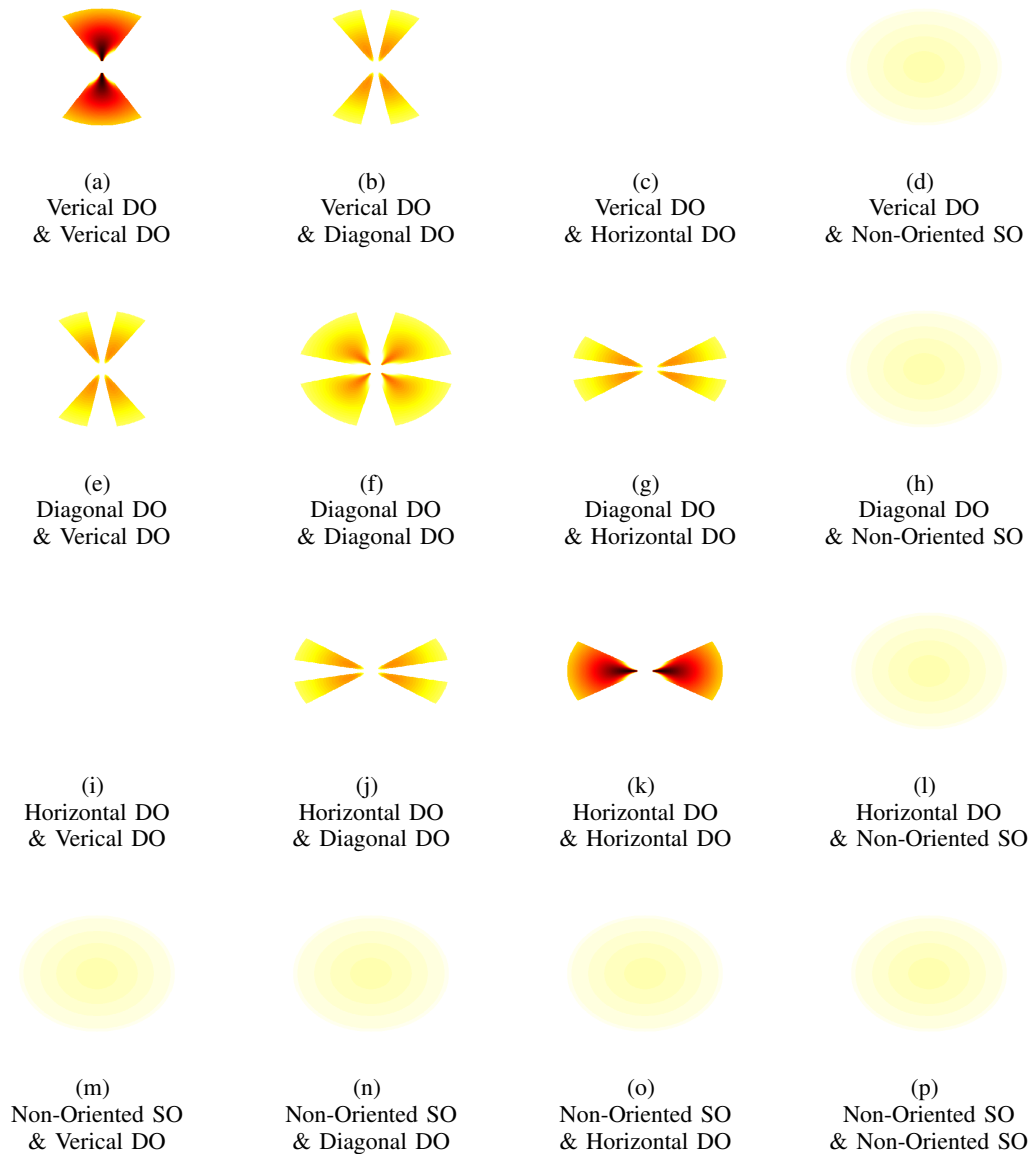 (a)
Verical DO
& Verical DO
(b)
Verical DO
& Diagonal DO
(c)
Verical DO
& Horizontal DO
(d)
Verical DO
& Non-Oriented SO
(e)
Diagonal DO
& Verical DO
(f)
Diagonal DO
& Diagonal DO
(g)
Diagonal DO
& Horizontal DO
(h)
Diagonal DO
& Non-Oriented SO
(i)
Horizontal DO
& Verical DO
(j)
Horizontal DO
& Diagonal DO
(k)
Horizontal DO
& Horizontal DO
(l)
Horizontal DO
& Non-Oriented SO
(m)
Non-Oriented SO
& Verical DO
(n)
Non-Oriented SO
& Diagonal DO
(o)
Non-Oriented SO
& Horizontal DO
(p)
Non-Oriented SO
& Non-Oriented SO